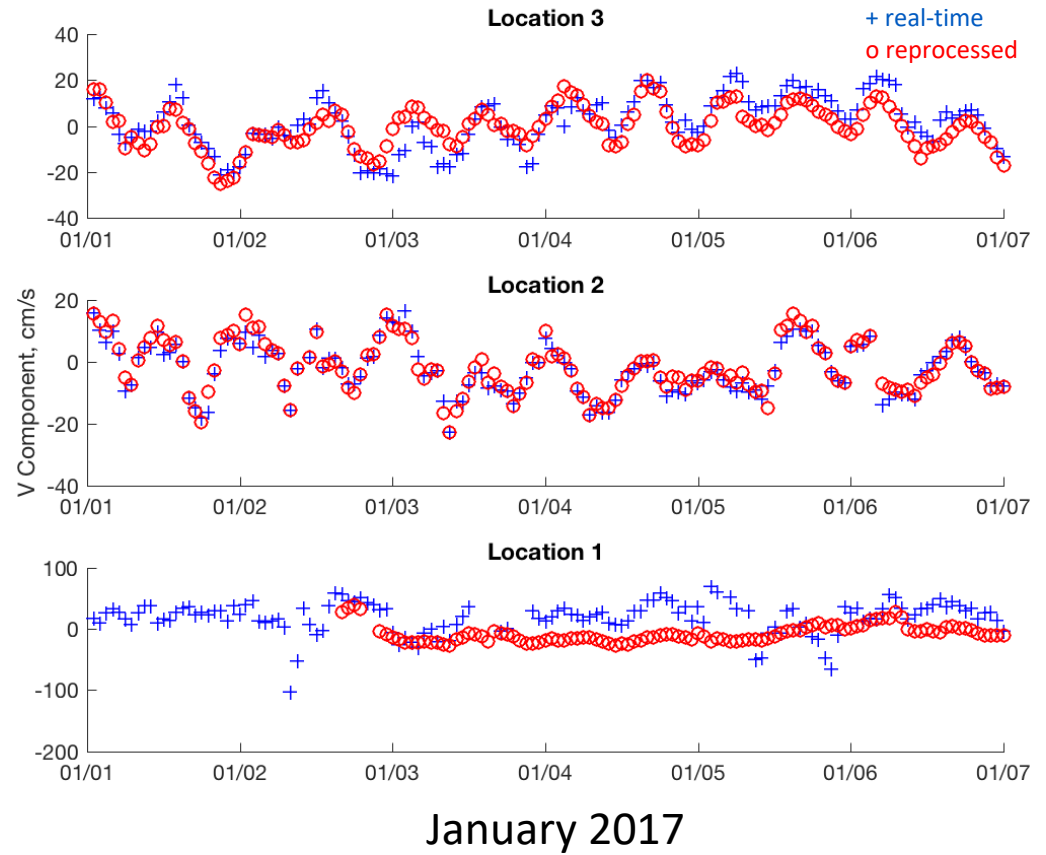 Location 3
+ real-time
o reprocessed
40
20
0
-20
-40
01/01 01/02 01/03 01/04 01/05 01/06 01/07
Location 2
V Component, cm/s
20
0
-20
-40
01/01 01/02 01/03 01/04 01/05 01/06 01/07
Location 1
100
0
-100
-200
01/01 01/02 01/03 01/04 01/05 01/06 01/07
January 2017